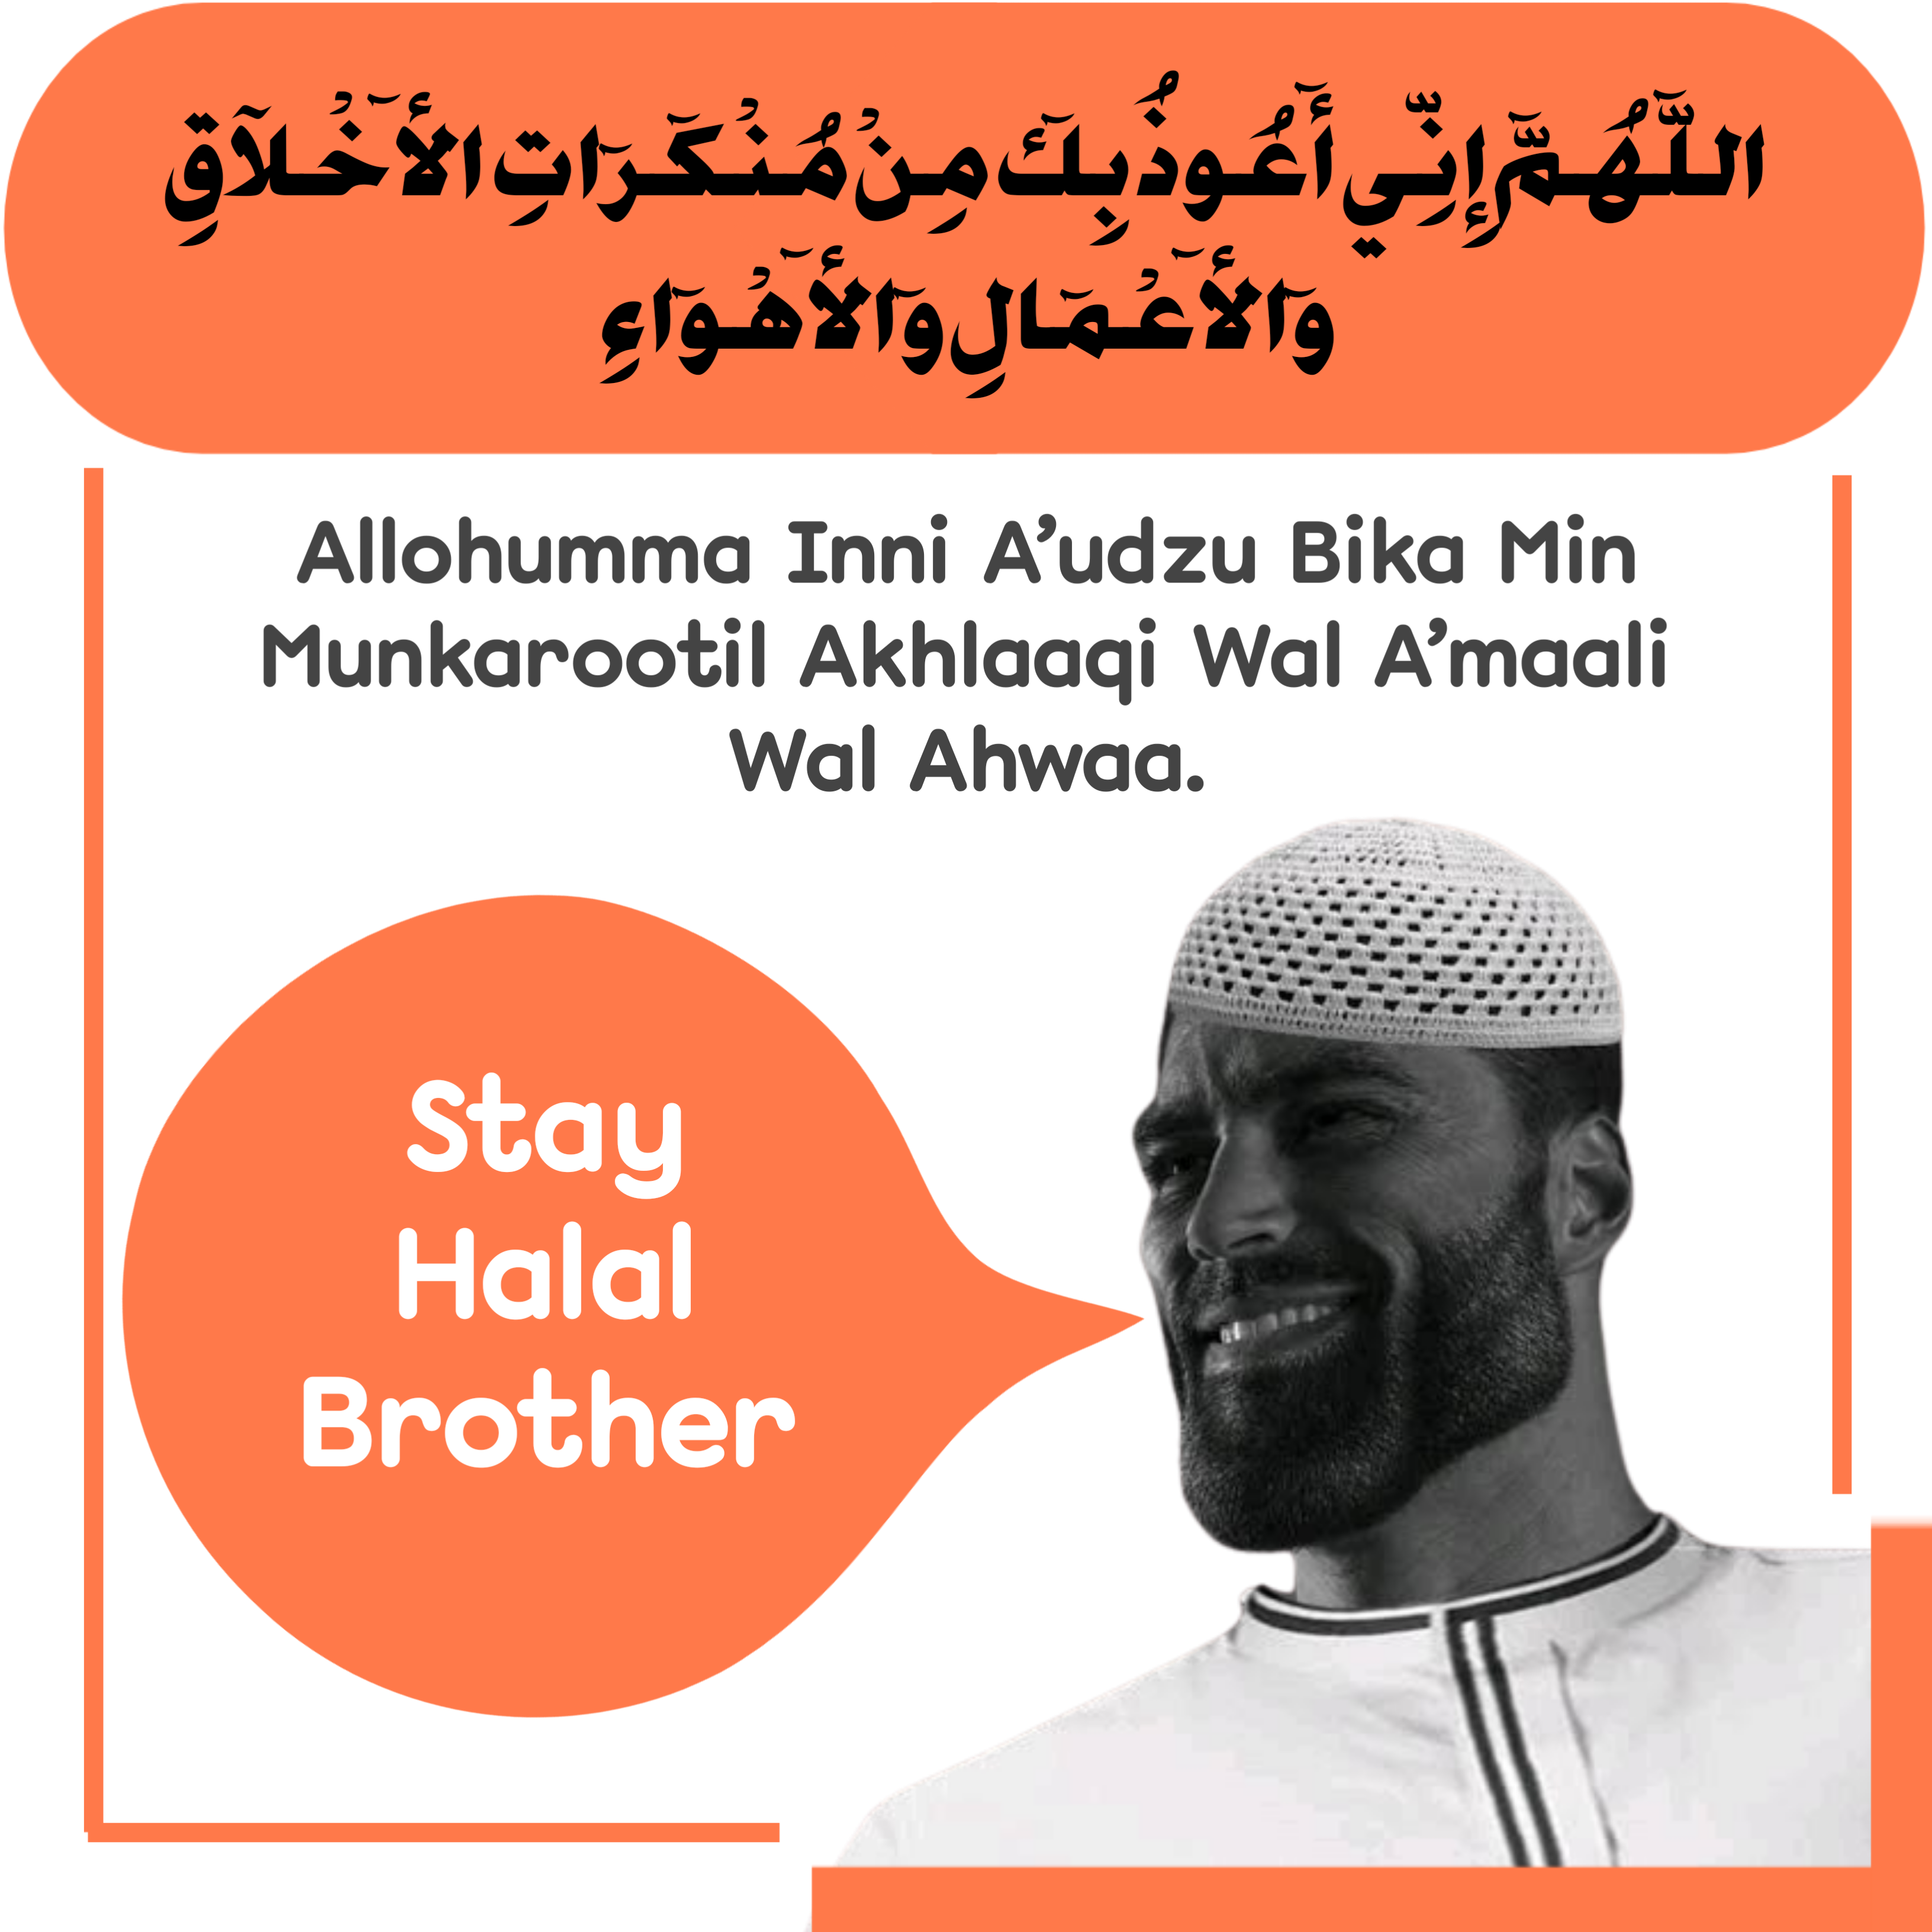 اللَّهُمَّ إِنِّي أَعُوذُ بِكَ مِنْ مُنْكَرَاتِ الأَخْلَاقِ
وَالأَعْمَالِ وَالأَهْوَاءِ
Allohumma Inni A’udzu Bika Min
Munkarootil Akhlaaqi Wal A’maali
Wal Ahwaa.
Stay
Halal
Brother